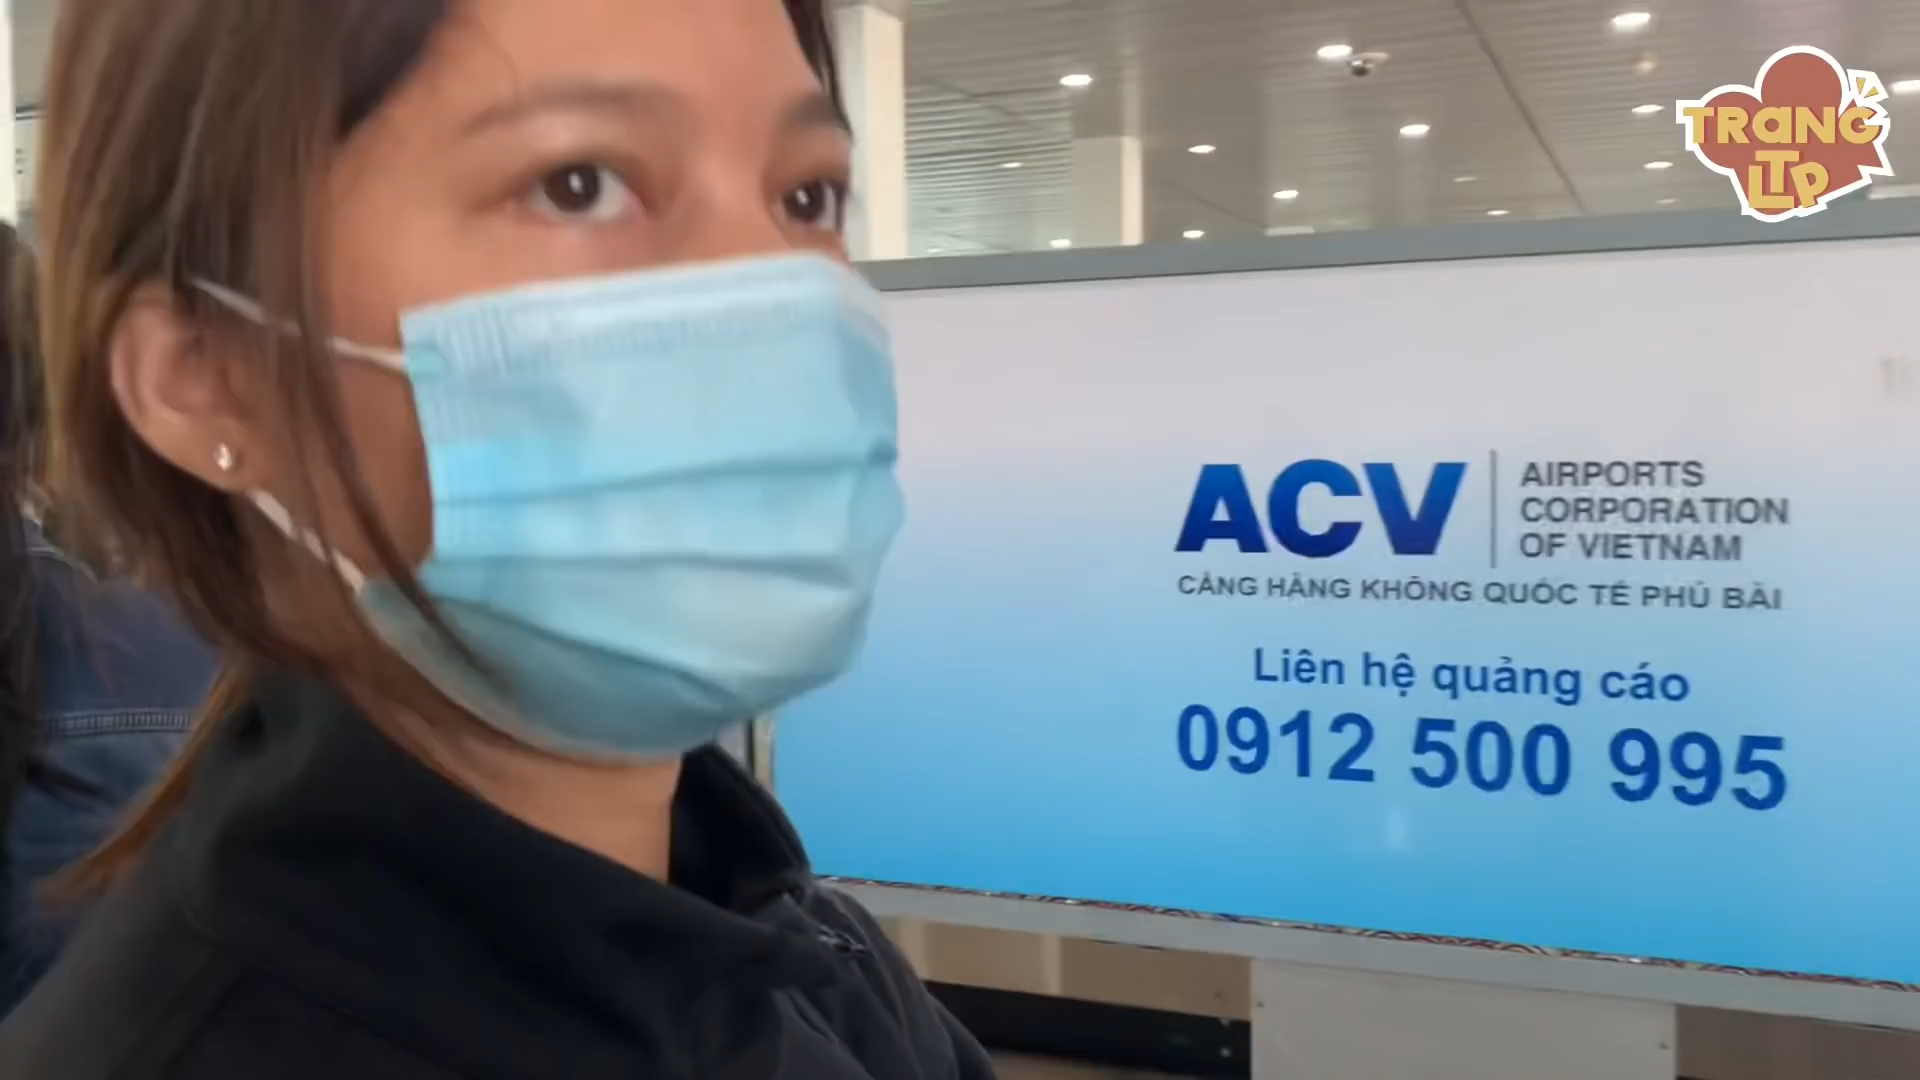 TRANG
LTP
ACV
AIRPORTS
CORPORATION
OF VIETNAM
CẢNG HÀNG KHÔNG QUỐC TẾ PHÚ BÀI
Liên hệ quảng cáo
0912 500 995